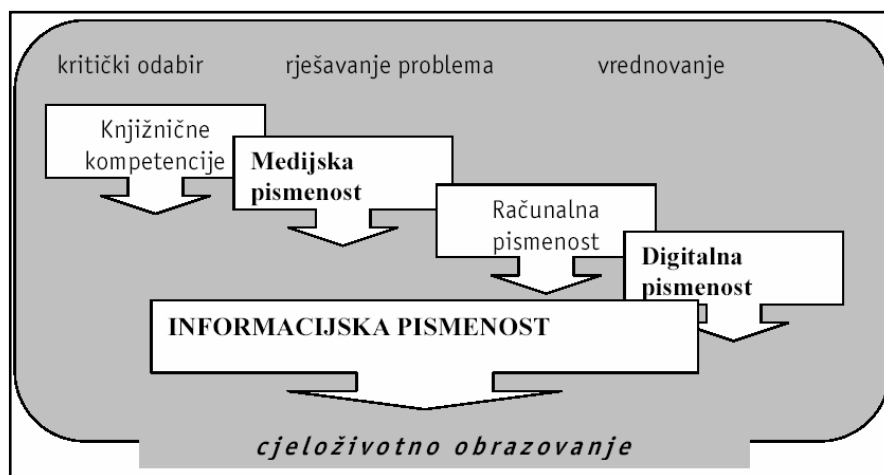 kritički odabir rješavanje problema vrednovanje
Knjižnične
kompetencije
Medijska
pismenost
Računalna
pismenost
Digitalna
pismenost
INFORMACIJSKA PISMENOST
cjeloživotno obrazovanje